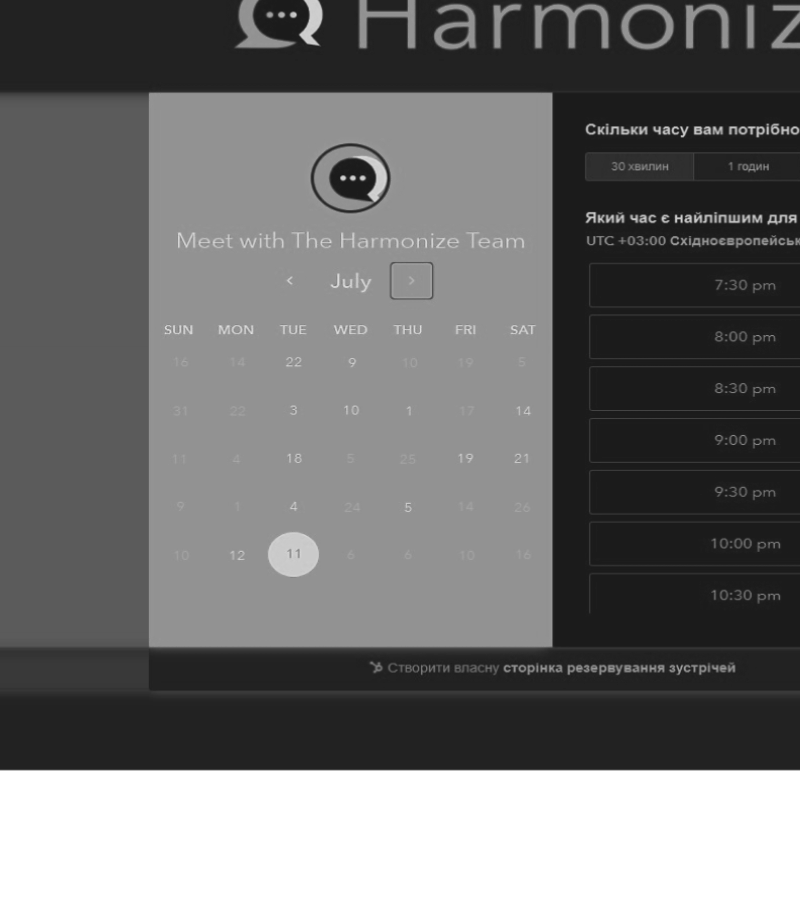 Harmoniz
Meet with The Harmonize Team
July
SUN MON TUE WED THU FRI SAT
16 14 22 9 10 19 5
31 22 3 10 1 17 14
11 4 18 5 25 19 21
9 1 4 24 5 14 26
10 12 11 6 6 10 16
Скільки часу вам потрібно
30 хвилин 1 годин
Який час є найліпшим для
UTC +03:00 Східноєвропейськ
7:30 pm
8:00 pm
8:30 pm
9:00 pm
9:30 pm
10:00 pm
10:30 pm
Створити власну сторінка резервування зустрічей